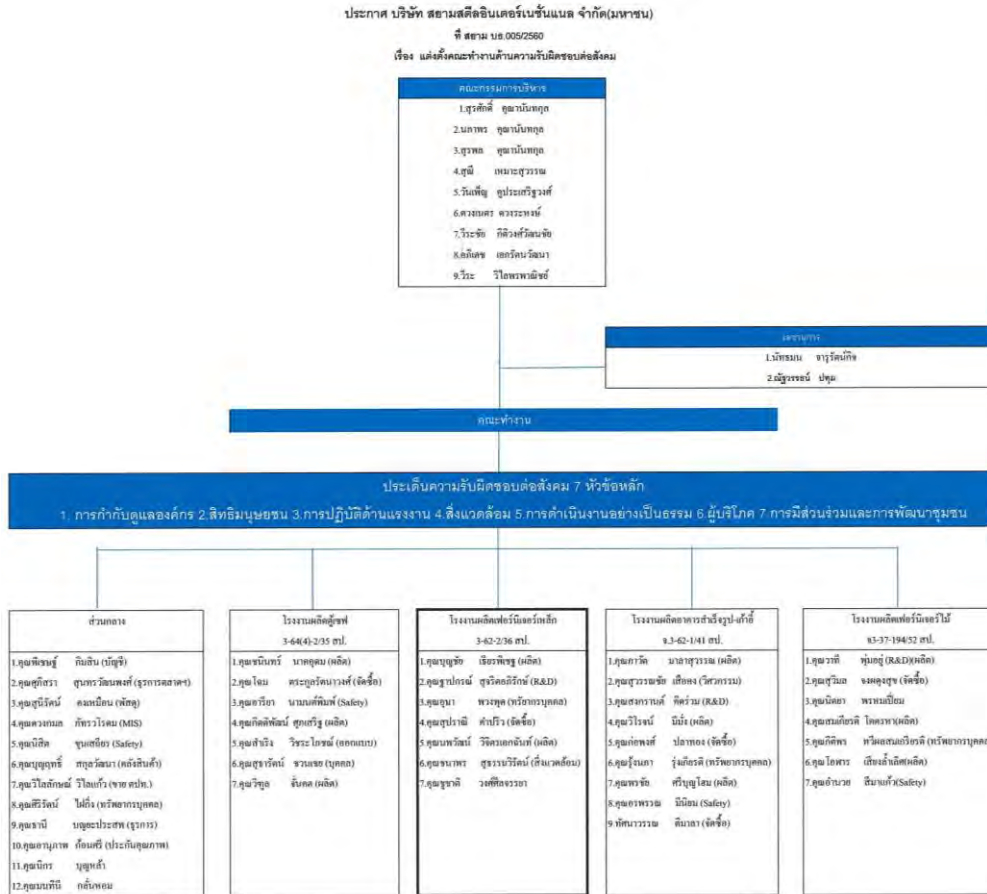 ประกาศ บริษัท สยามสตีลอินเตอร์เนชั่นแนล จำกัด(มหาชน)
ที่ สยาม บธ.005/2560
เรื่อง แต่งตั้งคณะทำงานด้านความรับผิดชอบต่อสังคม
คณะกรรมการบริหาร
1.สุรศักดิ์ คุณานันทกุล
2.นภาพร คุณานันทกุล
3.สุรพล คุณานันทกุล
4.สุณี เหมาะสุวรรณ
5.วันเพ็ญ คูประเสริฐวงศ์
6.ดวงเนตร ดวงระหงษ์
7.วีระชัย กิติวงศ์วัฒนชัย
8.อภิเดช เอกรัตนวัฒนา
9.วีระ วิไลพรพาณิชย์
เลขานุการ
1.นัทธมน จารุรัตน์กิจ
2.ณัฐวรรธน์ ปทุม
คณะทำงาน
ประเด็นความรับผิดชอบต่อสังคม 7 หัวข้อหลัก
1. การกำกับดูแลองค์กร 2.สิทธิมนุษยชน 3.การปฏิบัติด้านแรงงาน 4.สิ่งแวดล้อม 5.การดำเนินงานอย่างเป็นธรรม 6.ผู้บริโภค 7.การมีส่วนร่วมและการพัฒนาชุมชน
ส่วนกลาง
1.คุณพิเชษฐ์ กิมสิน (บัญชี)
2.คุณศุภิสรา สุนทรวัฒนพงศ์ (ธุรการตลาดฯ)
3.คุณสุนีรัตน์ คงเหมือน (พัสดุ)
4.คุณดวงกมล ภัทรวโรดม (MIS)
5.คุณนิสิต ขุนเสถียร (Safety)
6.คุณบุญฤทธิ์ สกุลวัฒนา (คลังสินค้า)
7.คุณวิไลลักษณ์ วิไลแก้ว (ขาย ตปท.)
8.คุณศิริรัตน์ ไผ่กิ่ง (ทรัพยากรบุคคล)
9.คุณธานี บุญยะประสพ (ธุรการ)
10.คุณอานุภาพ ก้อนศรี (ประกันคุณภาพ)
11.คุณนิกร บุญหล้า
12.คุณนนทินี กลั่นหอม
โรงงานผลิตตู้เซฟ
3-64(4)-2/35 สป.
1.คุณชนินทร์ นาคอุดม (ผลิต)
2.คุณโฉม ตระกูลรัตนาวงศ์ (จัดซื้อ)
3.คุณอารียา นามนต์พิมพ์ (Safety)
4.คุณกิตติพัฒน์ ศุภเสริฐ (ผลิต)
5.คุณสำเริง วิชระโภชน์ (ออกแบบ)
6.คุณสุธารัตน์ ชวนเชย (บุคคล)
7.คุณวิฑูล จั่นคต (ผลิต)
โรงงานผลิตเฟอร์นิเจอร์เหล็ก
3-62-2/36 สป.
1.คุณบุญชัย เธียรพิเชฐ (ผลิต)
2.คุณฐาปกรณ์ สุจริตอภิรักษ์ (R&D)
3.คุณอุษา พวงพุด (ทรัยากรบุคคล)
4.คุณสุปราณี คำปริ้ว (จัดซื้อ)
5.คุณนพวัฒน์ วิจิตรเอกฉันท์ (ผลิต)
6.คุณชนาพร สุธรรมวิรัตน์ (สิ่งแวดล้อม)
7.คุณชูชาติ วงศ์ศิลจรรยา
โรงงานผลิตอาคารสำเร็จรูป-เก้าอี้
จ.3-62-1/41 สป.
1.คุณถาวัต มาลาสุวรรณ (ผลิต)
2.คุณสุวรรณชัย เสือคง (วิศวกรรม)
3.คุณสงกรานต์ คิดร่วม (R&D)
4.คุณวิโรจน์ มีมั่ง (ผลิต)
5.คุณก่อพงศ์ ปลาทอง (จัดซื้อ)
6.คุณรุ้งนภา รุ่งเกียรติ (ทรัพยากรบุคคล)
7.คุณพรชัย ศรีบุญโสม (ผลิต)
8.คุณอรพรรณ มีนิยม (Safety)
9.ทัศนาวรรณ ดีมาลา (จัดซื้อ)
โรงงานผลิตเฟอร์นิเจอร์ไม้
จ3-37-194/52 สป.
1.คุณวาที พุ่มอยู่ (R&D)(ผลิต)
2.คุณสุวิมล จงผดุงสุข (จัดซื้อ)
3.คุณนิตยา พรหมเปี่ยม
4.คุณสมเกียรติ โคตรหา(ผลิต)
5.คุณกิติพร ทวีผลสมเกรียรติ (ทรัพยากรบุคคล)
6.คุณโอฬาร เสียงล้ำเลิศ(ผลิต)
7.คุณอำนวย สีมาแก้ว(Safety)